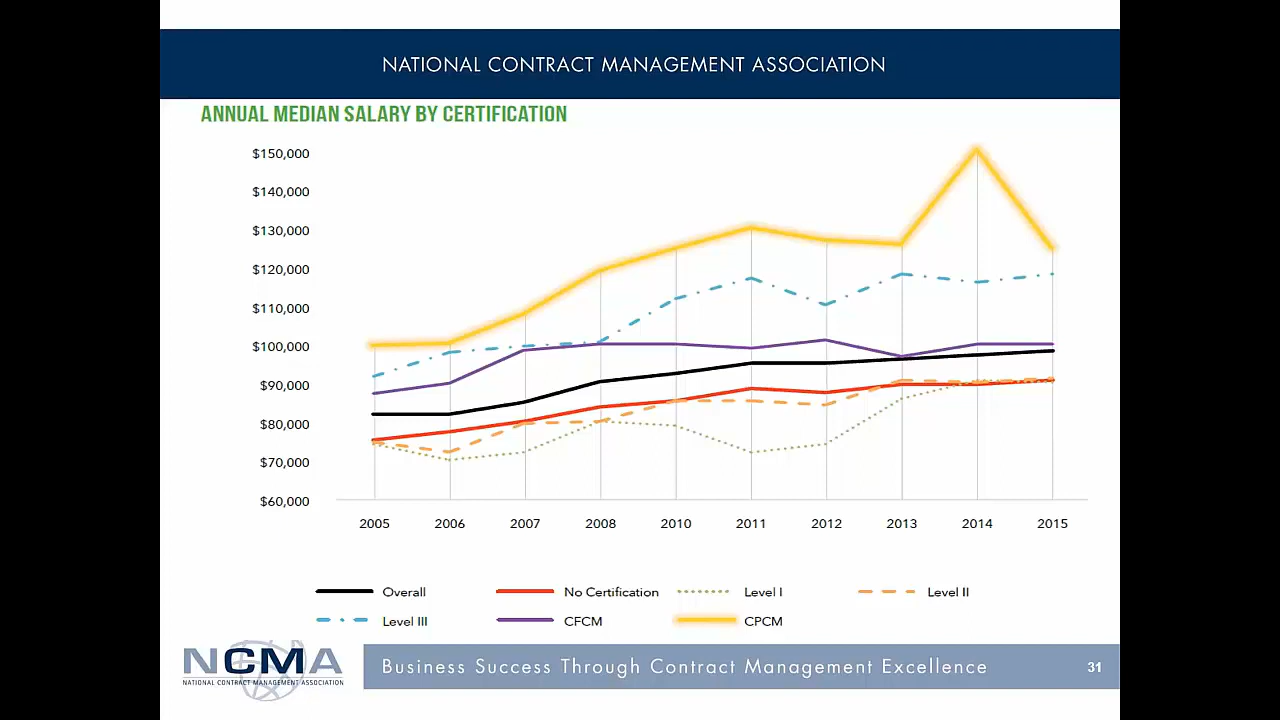 NATIONAL CONTRACT MANAGEMENT ASSOCIATION
ANNUAL MEDIAN SALARY BY CERTIFICATION
$150,000
$140,000
$130,000
$120,000
$110,000
$100,000
$90,000
$80,000
$70,000
$60,000
2005 2006 2007 2008 2010 2011 2012 2013 2014 2015
Overall No Certification Level I Level II
Level III CFCM CPCM
NCMA
NATIONAL CONTRACT MANAGEMENT ASSOCIATION
Business Success Through Contract Management Excellence 31